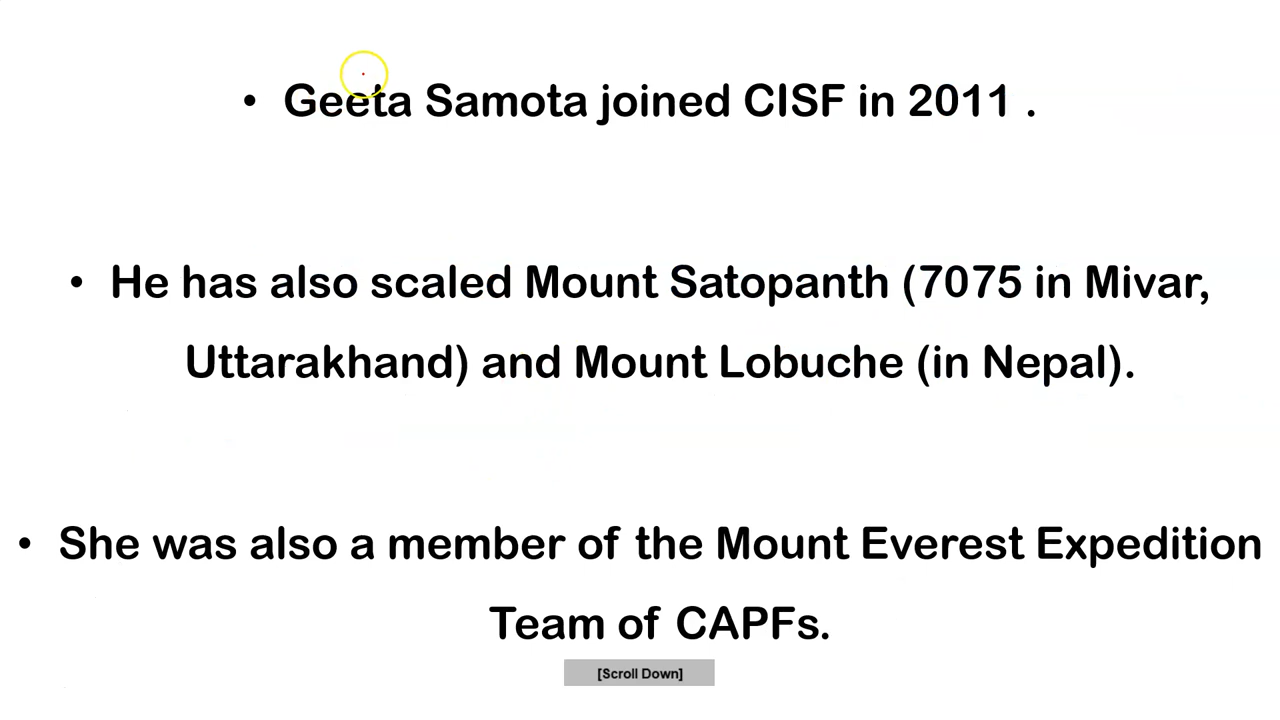 • Geeta Samota joined CISF in 2011 .
• He has also scaled Mount Satopanth (7075 in Mivar,
Uttarakhand) and Mount Lobuche (in Nepal).
• She was also a member of the Mount Everest Expedition
Team of CAPFs.
[Scroll Down]